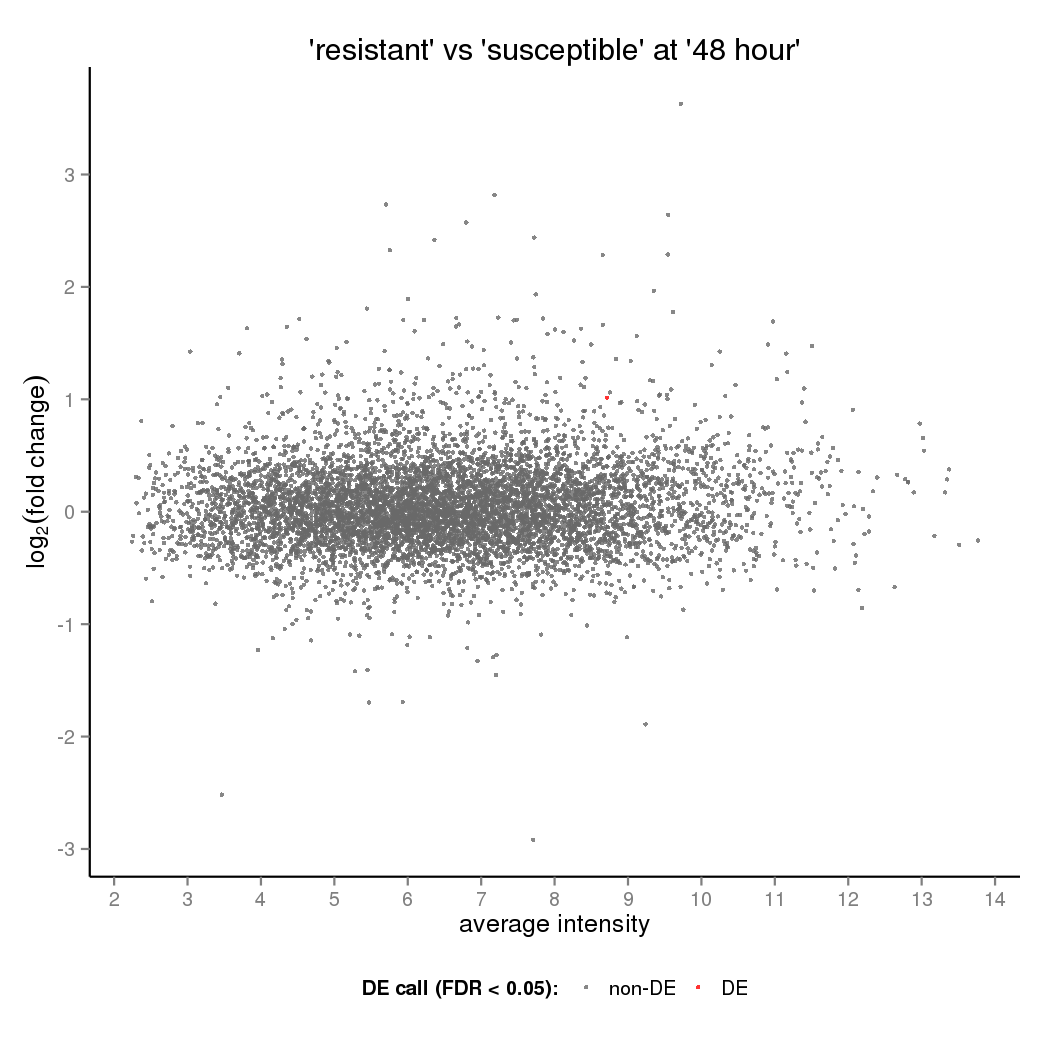 'resistant' vs 'susceptible' at '48 hour'
log₂(fold change)
3
2
1
0
-1
-2
-3
2 3 4 5 6 7 8 9 10 11 12 13 14
average intensity
DE call (FDR < 0.05): non-DE DE